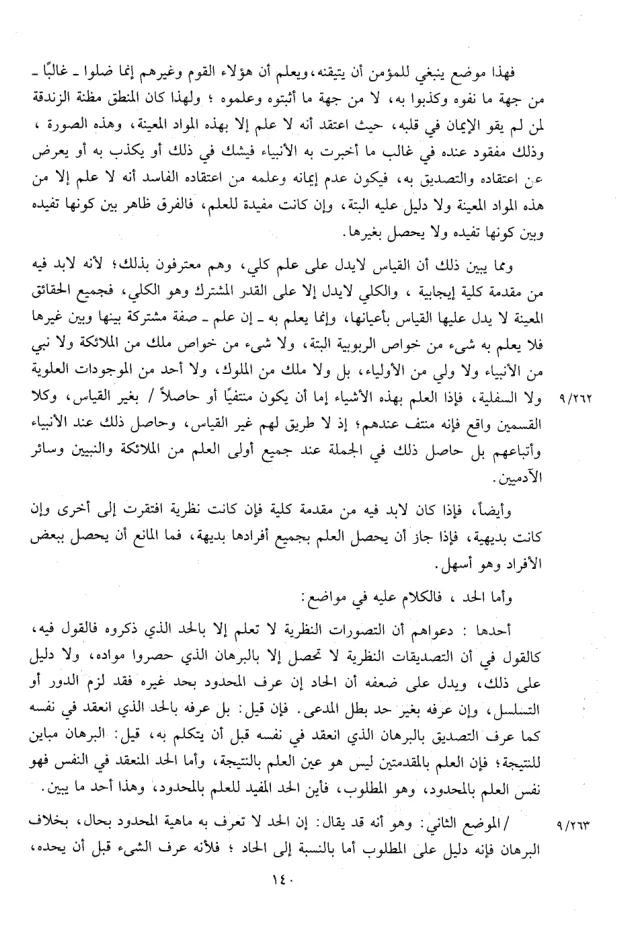 فهذا موضع ينبغي للمؤمن أن يتيقنه، ويعلم أن هؤلاء القوم وغيرهم إنما ضلوا ـ غالبًا ـ
من جهة ما نفوه وكذبوا به، لا من جهة ما أثبتوه وعلموه ؛ ولهذا كان المنطق مظنة الزندقة
لمن لم يقو الإيمان في قلبه، حيث اعتقد أنه لا علم إلا بهذه المواد المعينة، وهذه الصورة ،
وذلك مفقود عنده في غالب ما أخبرت به الأنبياء فيشك في ذلك أو يكذب به أو يعرض
عن اعتقاده والتصديق به، فيكون عدم إيمانه وعلمه من اعتقاده الفاسد أنه لا علم إلا من
هذه المواد المعينة ولا دليل عليه البتة، وإن كانت مفيدة للعلم، فالفرق ظاهر بين كونها تفيده
وبين كونها تفيده ولا يحصل بغيرها.
ومما يبين ذلك أن القياس لايدل على علم كلي، وهم معترفون بذلك؛ لأنه لابد فيه
من مقدمة كلية إيجابية ، والكلي لايدل إلا على القدر المشترك وهو الكلي، فجميع الحقائق
المعينة لا يدل عليها القياس بأعيانها، وإنما يعلم به ـ إن علم ـ صفة مشتركة بينها وبين غيرها
فلا يعلم به شىء من خواص الربوبية البتة، ولا شىء من خواص ملك من الملائكة ولا نبي
من الأنبياء ولا ولي من الأولياء، بل ولا ملك من الملوك، ولا أحد من الموجودات العلوية
ولا السفلية، فإذا العلم بهذه الأشياء إما أن يكون منتفيًا أو حاصلاً / بغير القياس، وكلا ٩/٢٦٢
القسمين واقع فإنه منتف عندهم؛ إذ لا طريق لهم غير القياس، وحاصل ذلك عند الأنبياء
وأتباعهم بل حاصل ذلك في الجملة عند جميع أولى العلم من الملائكة والنبيين وسائر
الآدميين.
وأيضاً، فإذا كان لابد فيه من مقدمة كلية فإن كانت نظرية افتقرت إلى أخرى وإن
كانت بديهية، فإذا جاز أن يحصل العلم بجميع أفرادها بديهة، فما المانع أن يحصل ببعض
الأفراد وهو أسهل.
وأما الحد ، فالكلام عليه في مواضع:
أحدها : دعواهم أن التصورات النظرية لا تعلم إلا بالحد الذي ذكروه فالقول فيه،
كالقول في أن التصديقات النظرية لا تحصل إلا بالبرهان الذي حصروا مواده، ولا دليل
على ذلك، ويدل على ضعفه أن الحاد إن عرف المحدود بحد غيره فقد لزم الدور أو
التسلسل، وإن عرفه بغير حد بطل المدعى. فإن قيل: بل عرفه بالحد الذي انعقد في نفسه
كما عرف التصديق بالبرهان الذي انعقد في نفسه قبل أن يتكلم به، قيل: البرهان مباين
للنتيجة؛ فإن العلم بالمقدمتين ليس هو عين العلم بالنتيجة، وأما الحد المنعقد في النفس فهو
نفس العلم بالمحدود، وهو المطلوب، فأين الحد المفيد للعلم بالمحدود، وهذا أحد ما يبين.
/ الموضع الثاني: وهو أنه قد يقال: إن الحد لا تعرف به ماهية المحدود بحال، بخلاف ٩/٢٦٣
البرهان فإنه دليل على المطلوب أما بالنسبة إلى الحاد ؛ فلأنه عرف الشىء قبل أن يحده،
١٤٠